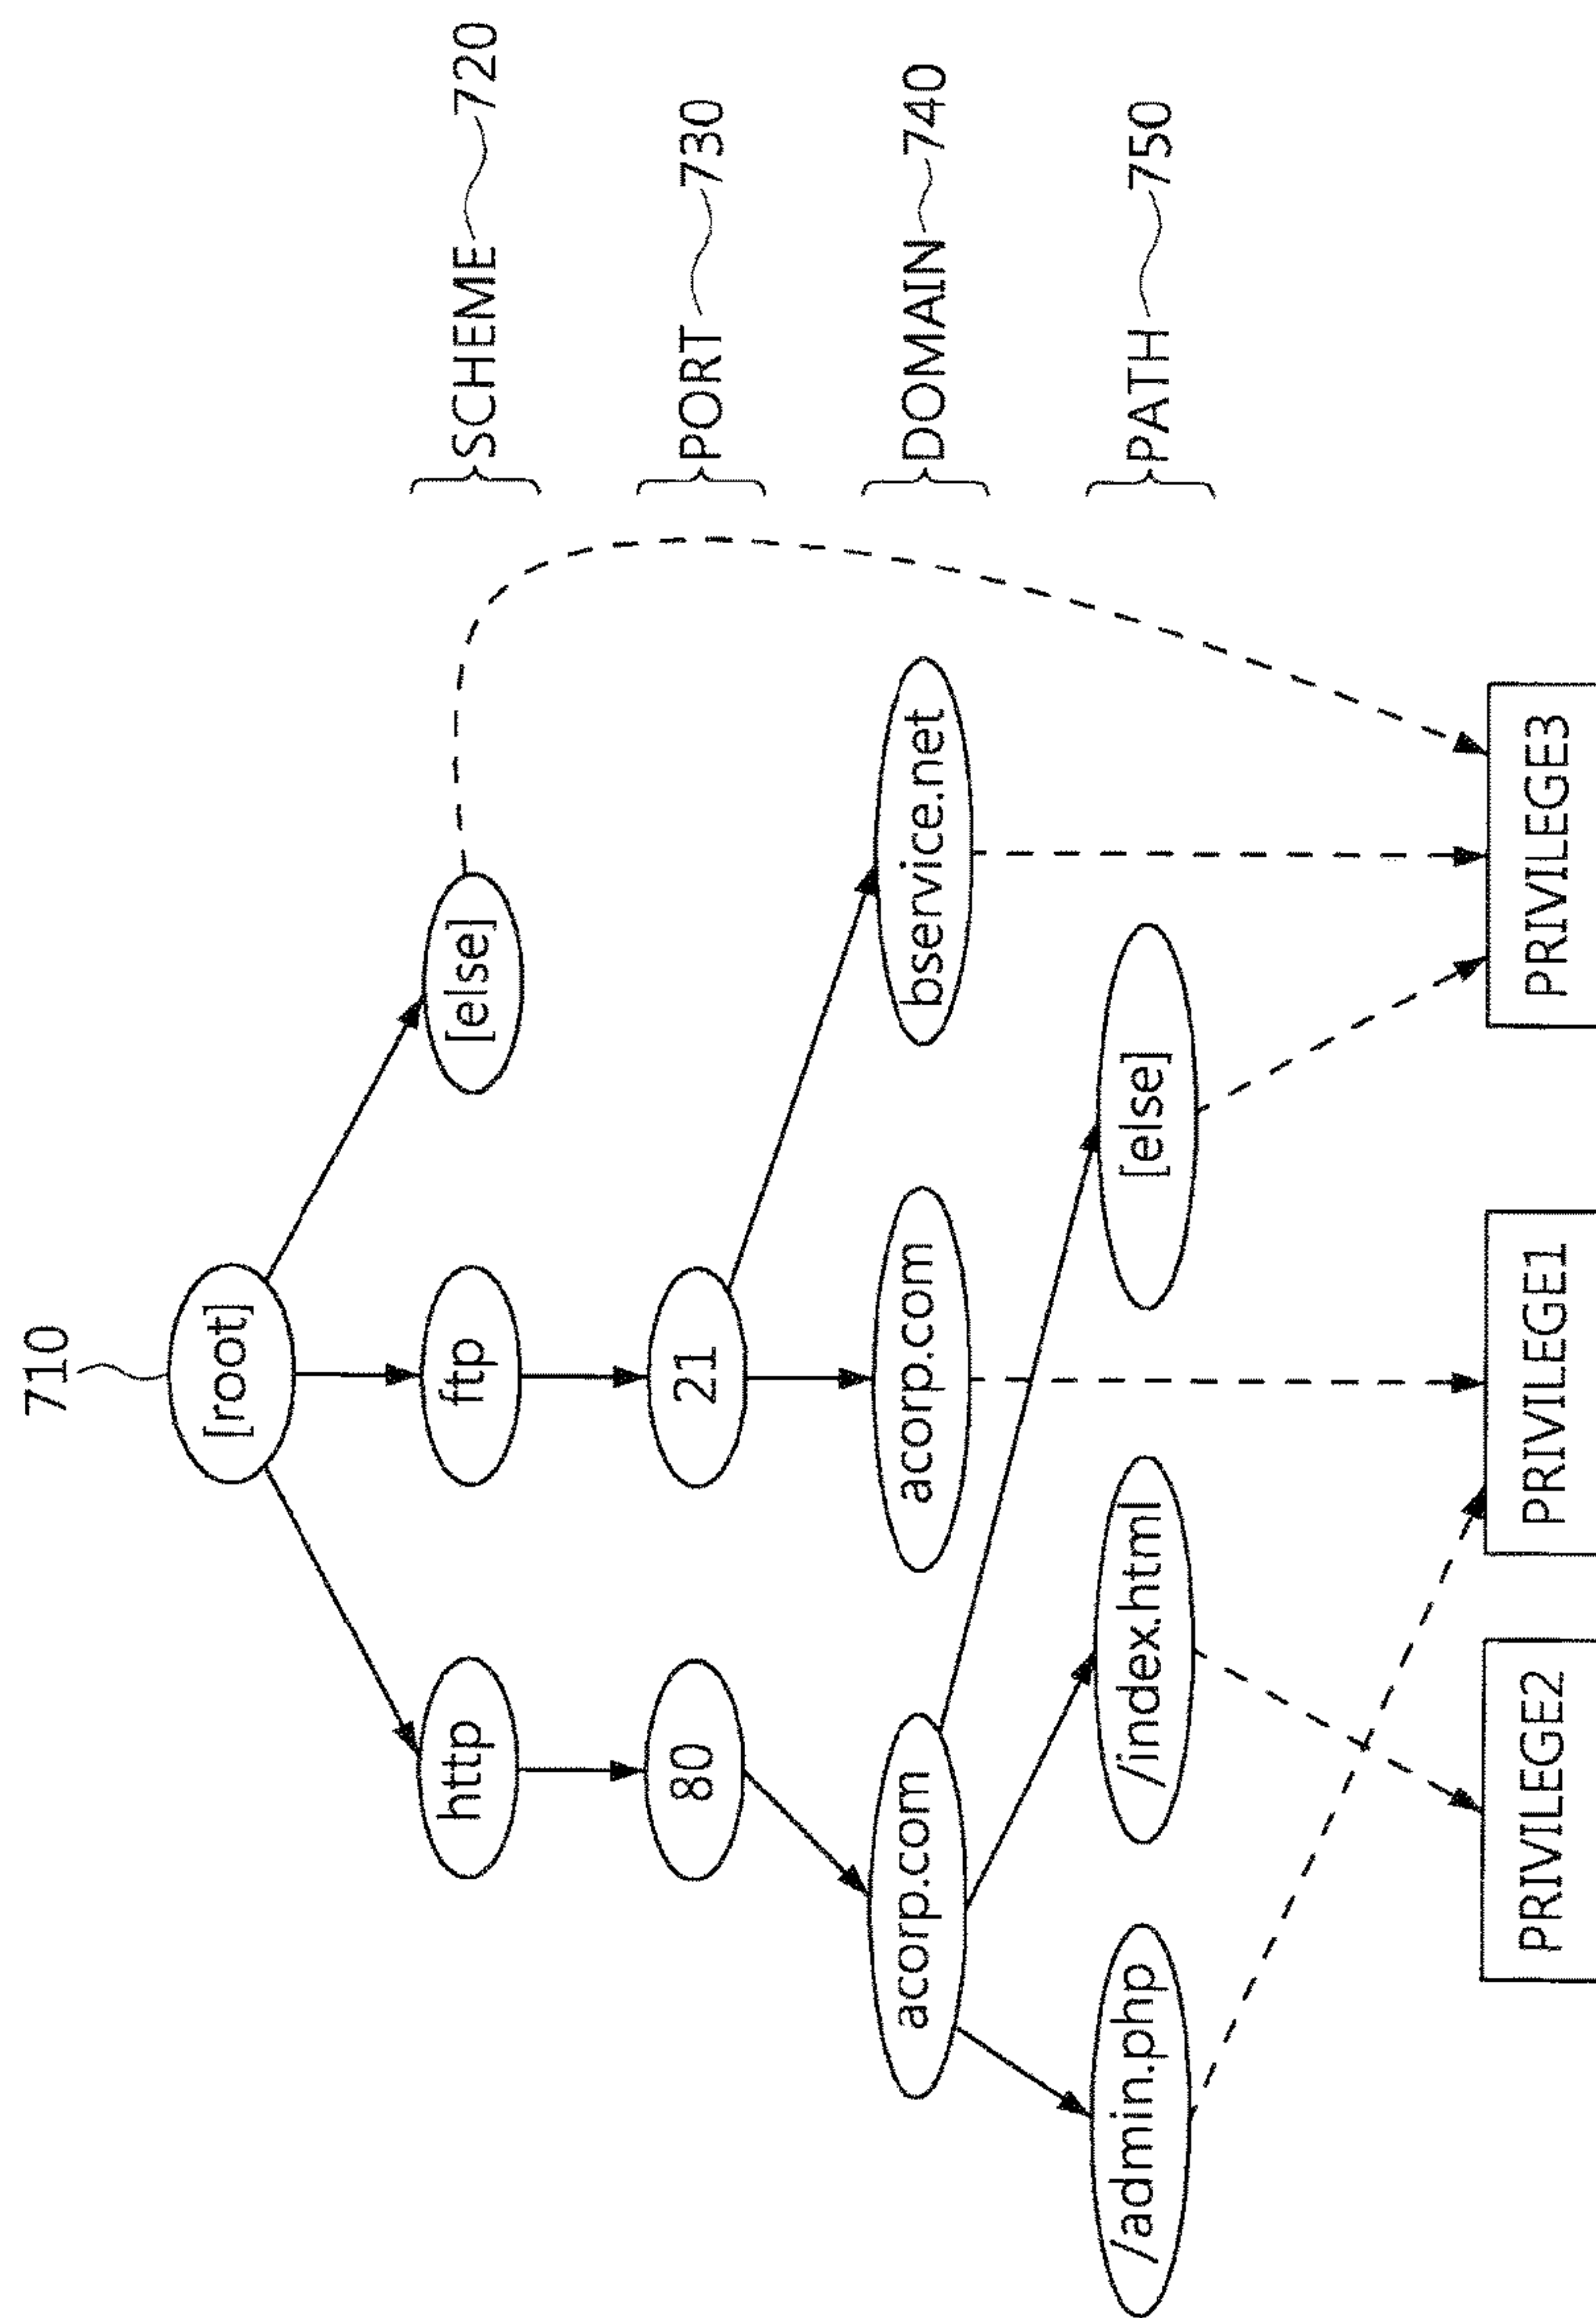 710
[root]
http
ftp
[else]
SCHEME 720
80
21
PORT 730
acorp.com
acorp.com
bservice.net
DOMAIN 740
/admin.php
/index.html
[else]
PATH 750
PRIVILEGE2
PRIVILEGE1
PRIVILEGE3